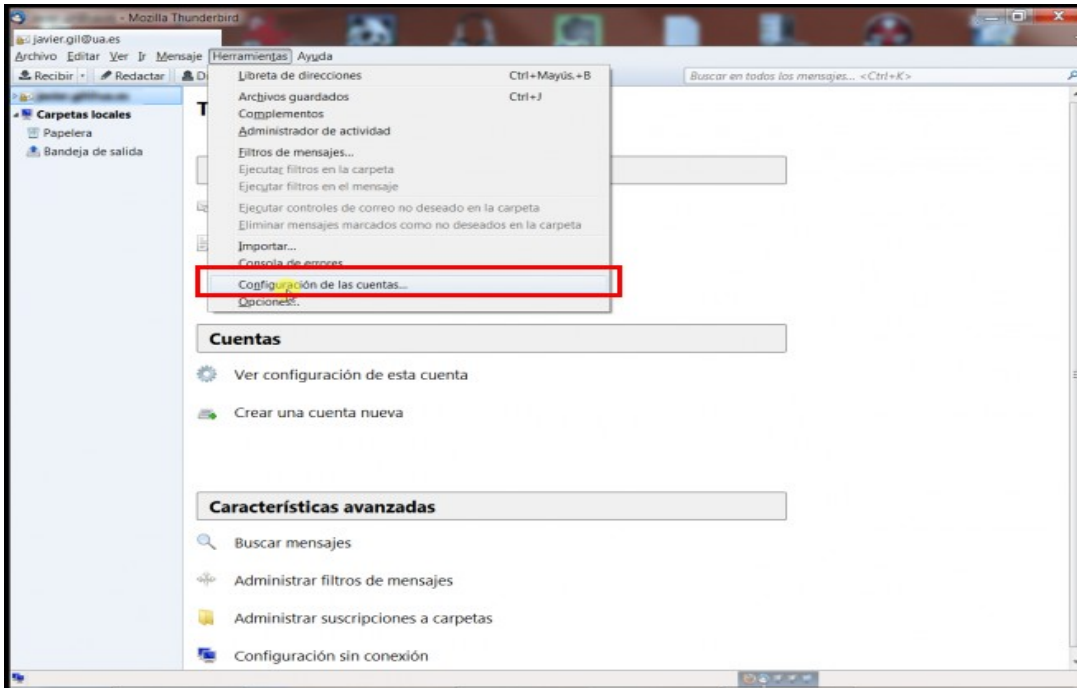 - Mozilla Thunderbird
javier.gil@ua.es
Archivo Editar Ver Ir Mensaje Herramientas Ayuda
Recibir Redactar Di Buscar en todos los mensajes... <Ctrl+K>
Carpetas locales
Papelera
Bandeja de salida
T
Libreta de direcciones Ctrl+Mayús.+B
Archivos guardados Ctrl+J
Complementos
Administrador de actividad
Filtros de mensajes...
Ejecutar filtros en la carpeta
Ejecutar filtros en el mensaje
Ejecutar controles de correo no deseado en la carpeta
Eliminar mensajes marcados como no deseados en la carpeta
Importar...
Consola de errores
Configuración de las cuentas...
Opciones...
Cuentas
Ver configuración de esta cuenta
Crear una cuenta nueva
Características avanzadas
Buscar mensajes
Administrar filtros de mensajes
Administrar suscripciones a carpetas
Configuración sin conexión